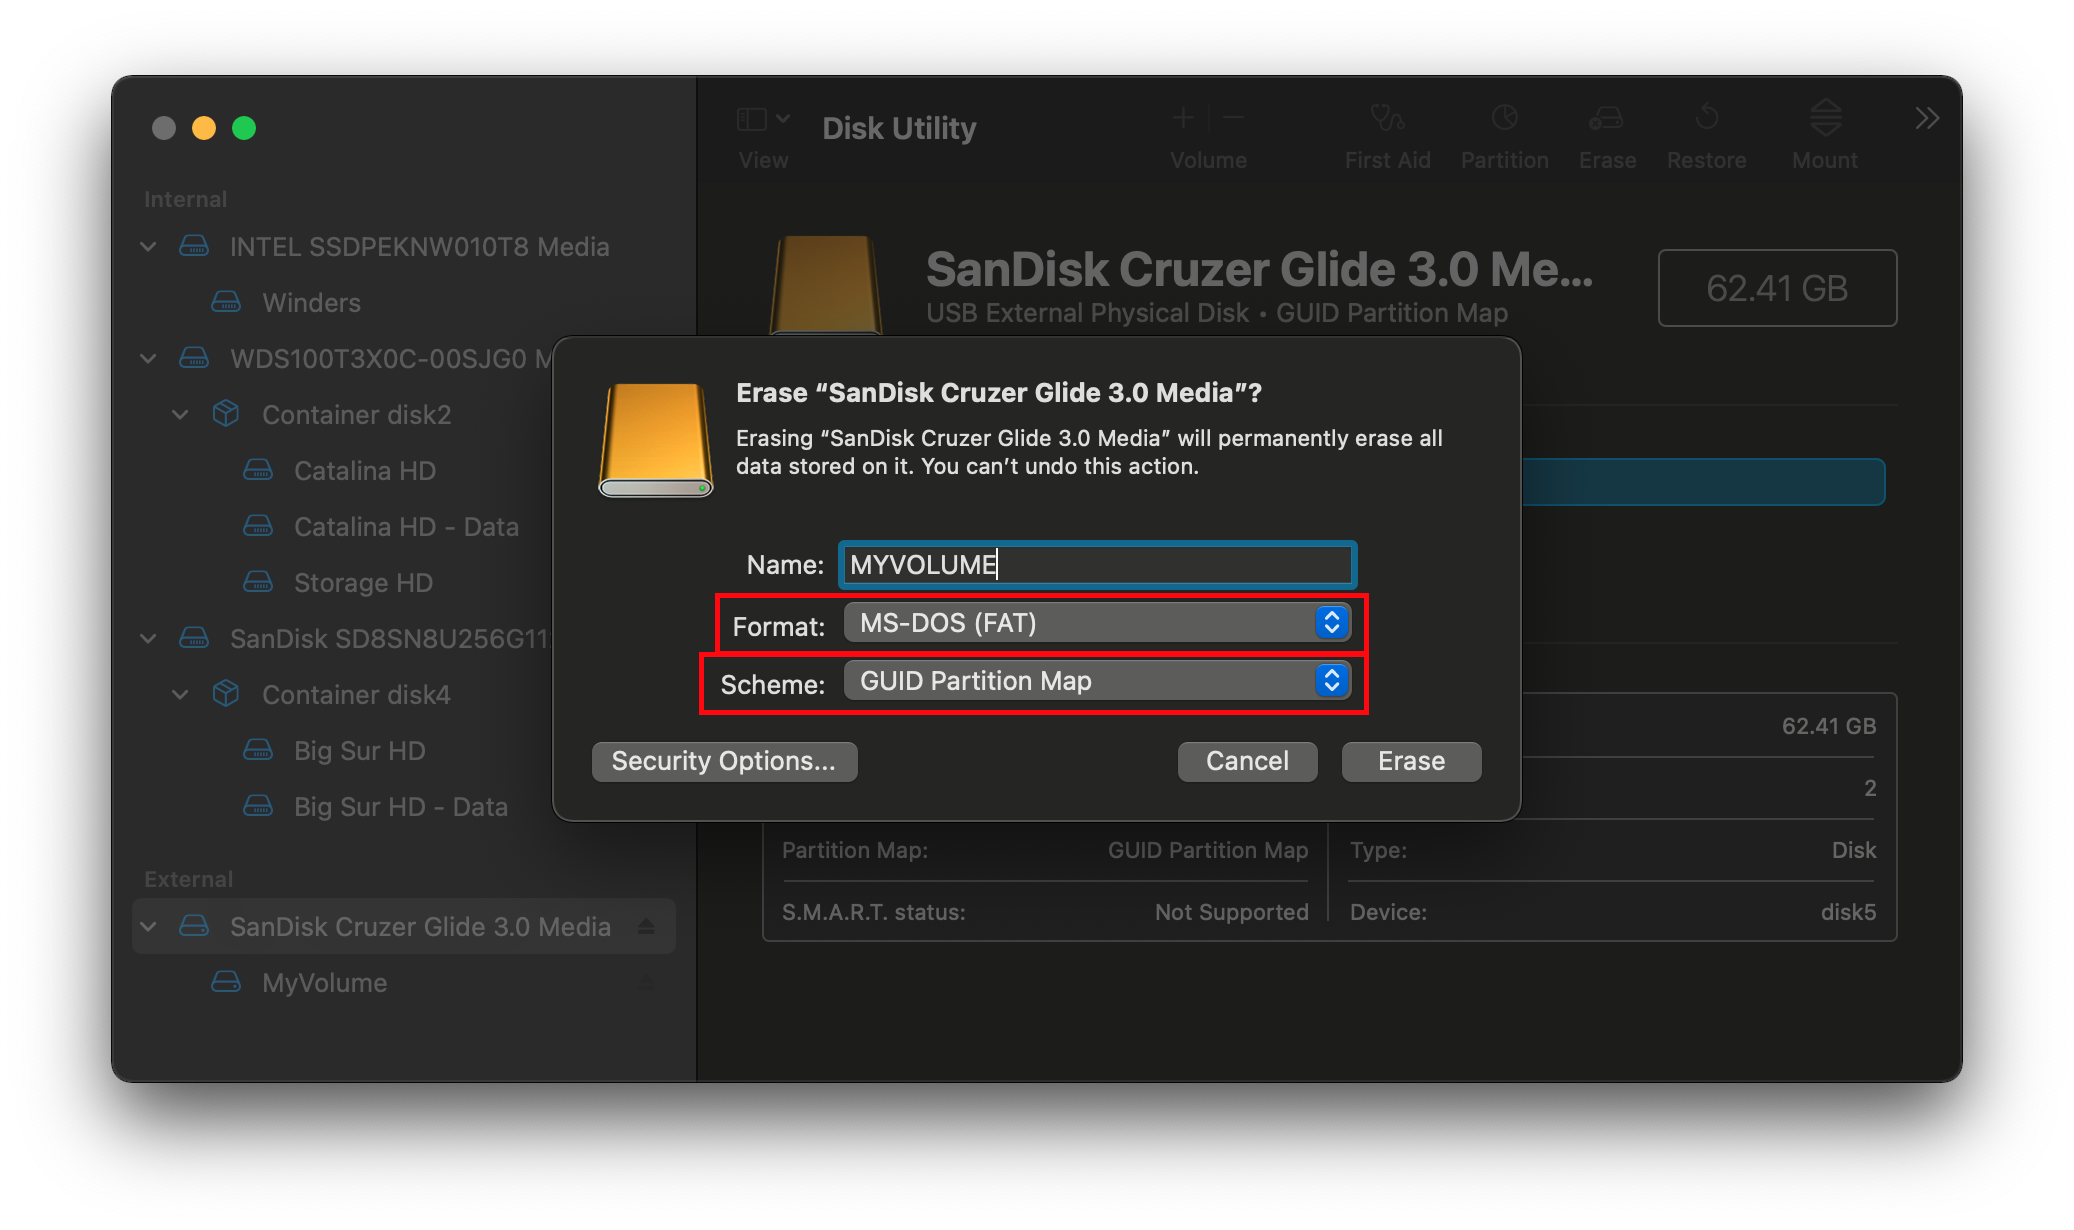 View
Disk Utility
Volume
First Aid
Partition
Erase
Restore
Mount
Internal
INTEL SSDPEKNW010T8 Media
Winders
WDS100T3X0C-00SJG0 M
Container disk2
Catalina HD
Catalina HD - Data
Storage HD
SanDisk SD8SN8U256G11
Container disk4
Big Sur HD
Big Sur HD - Data
External
SanDisk Cruzer Glide 3.0 Media
MyVolume
SanDisk Cruzer Glide 3.0 Me...
USB External Physical Disk • GUID Partition Map
62.41 GB
Erase “SanDisk Cruzer Glide 3.0 Media”?
Erasing “SanDisk Cruzer Glide 3.0 Media” will permanently erase all
data stored on it. You can’t undo this action.
Name: MYVOLUME
Format: MS-DOS (FAT)
Scheme: GUID Partition Map
Security Options...
Cancel
Erase
62.41 GB
2
Partition Map: GUID Partition Map
Type: Disk
S.M.A.R.T. status: Not Supported
Device: disk5